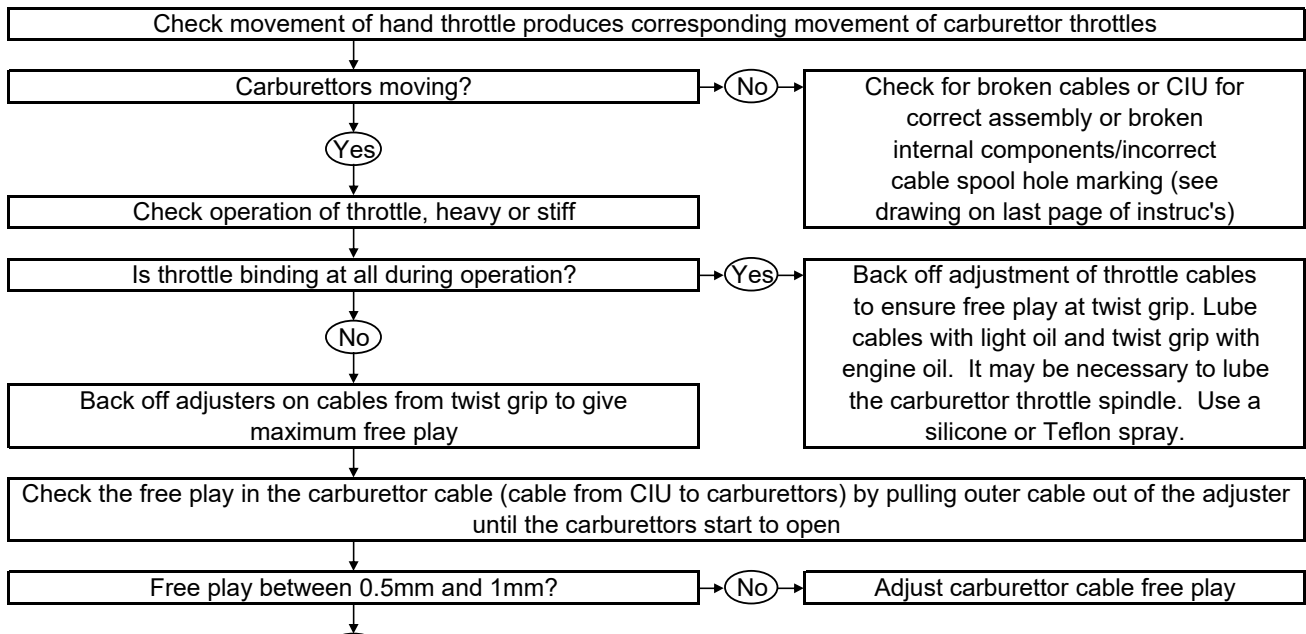 Check movement of hand throttle produces corresponding movement of carburettor throttles
Carburettors moving?
No
Check for broken cables or CIU for
correct assembly or broken
internal components/incorrect
cable spool hole marking (see
drawing on last page of instruc's)
Yes
Check operation of throttle, heavy or stiff
Is throttle binding at all during operation?
Yes
Back off adjustment of throttle cables
to ensure free play at twist grip. Lube
cables with light oil and twist grip with
engine oil.  It may be necessary to lube
the carburettor throttle spindle.  Use a
silicone or Teflon spray.
No
Back off adjusters on cables from twist grip to give
maximum free play
Check the free play in the carburettor cable (cable from CIU to carburettors) by pulling outer cable out of the adjuster
until the carburettors start to open
Free play between 0.5mm and 1mm?
No
Adjust carburettor cable free play